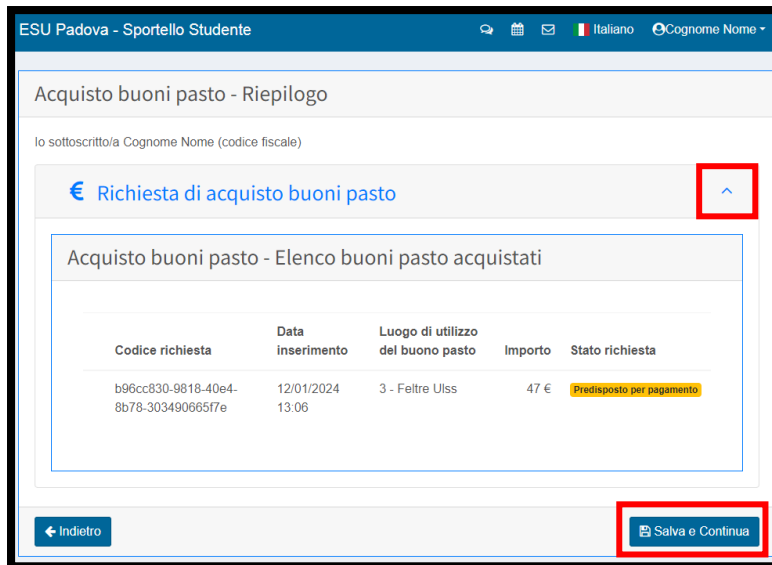 ESU Padova - Sportello Studente
Italiano
Cognome Nome
Acquisto buoni pasto - Riepilogo
Io sottoscritto/a Cognome Nome (codice fiscale)
€ Richiesta di acquisto buoni pasto
Acquisto buoni pasto - Elenco buoni pasto acquistati
Codice richiesta Data inserimento Luogo di utilizzo del buono pasto Importo Stato richiesta
b96cc830-9818-40e4- 12/01/2024 3 - Feltre Ulss 47 € Predisposto per pagamento
8b78-303490665f7e 13:06
Indietro
Salva e Continua